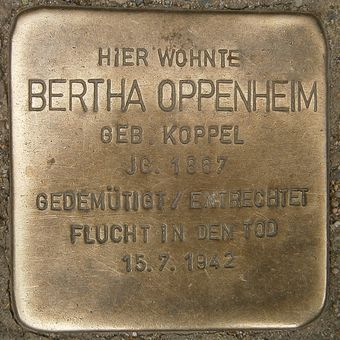 HIER WOHNTE
BERTHA OPPENHEIM
GEB. KOPPEL
JG. 1867
GEDEMÜTIGT / ENTRECHTET
FLUCHT IN DEN TOD
15.7.1942